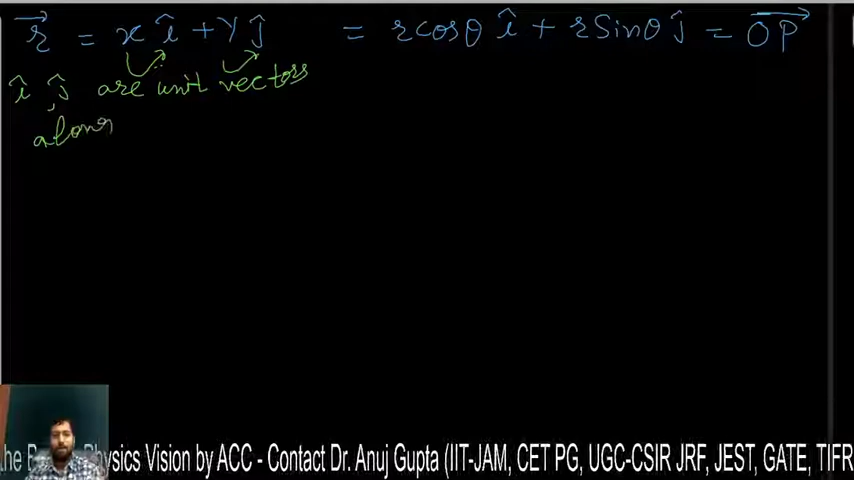 r⃗ = x î + y ĵ = r cosθ î + r Sinθ ĵ = O⃗P⃗
î, ĵ are unit vectors
along
the B Physics Vision by ACC - Contact Dr. Anuj Gupta (IIT-JAM, CET PG, UGC-CSIR JRF, JEST, GATE, TIFR